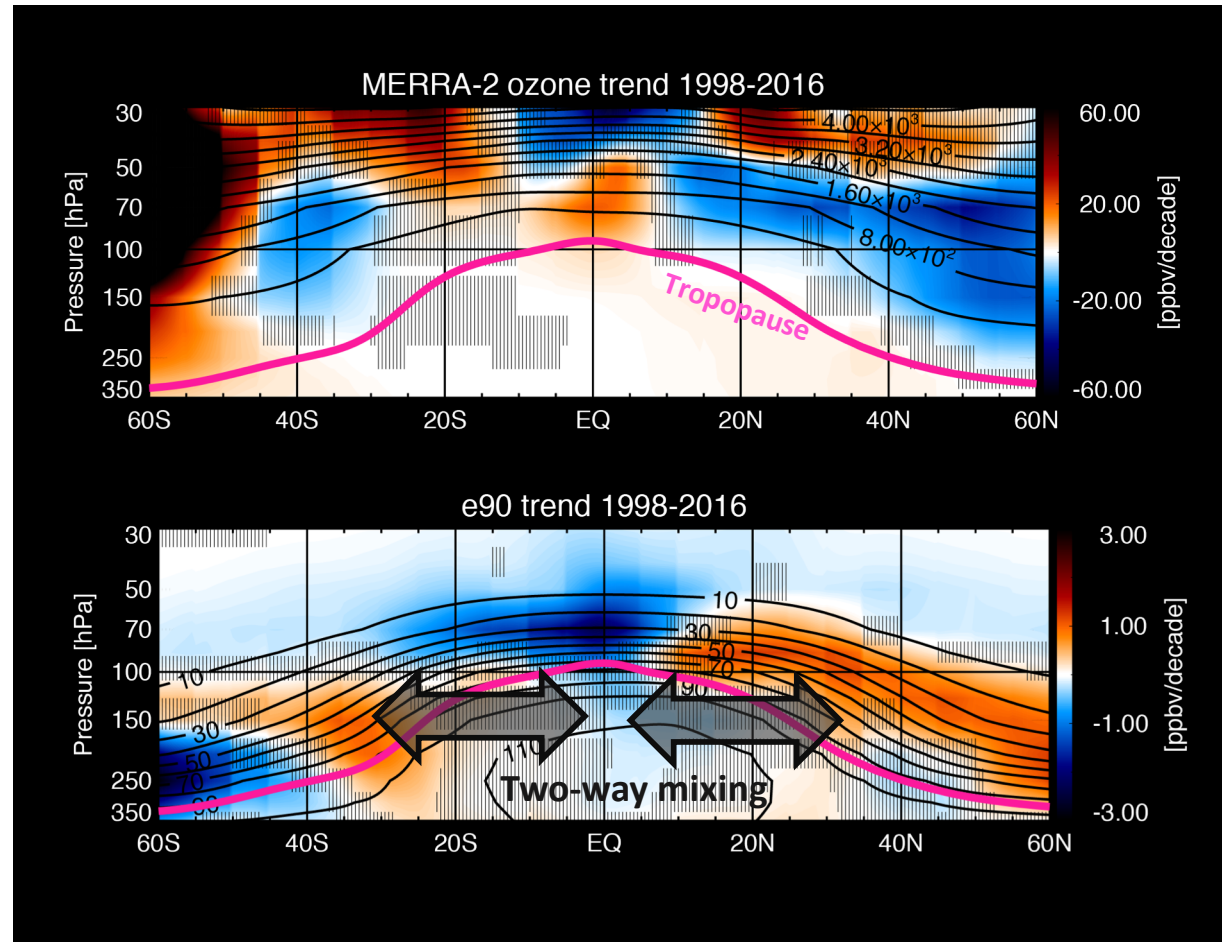 MERRA-2 ozone trend 1998-2016
30
50
70
100
150
250
350
Pressure [hPa]
4.00×10³
3.20×10³
2.40×10³
1.60×10³
8.00×10²
Tropopause
60S
40S
20S
EQ
20N
40N
60N
60.00
20.00
-20.00
-60.00
[ppbv/decade]
e90 trend 1998-2016
30
50
70
100
150
250
350
Pressure [hPa]
10
30
50
70
90
110
10
30
50
70
90
Two-way mixing
60S
40S
20S
EQ
20N
40N
60N
3.00
1.00
-1.00
-3.00
[ppbv/decade]